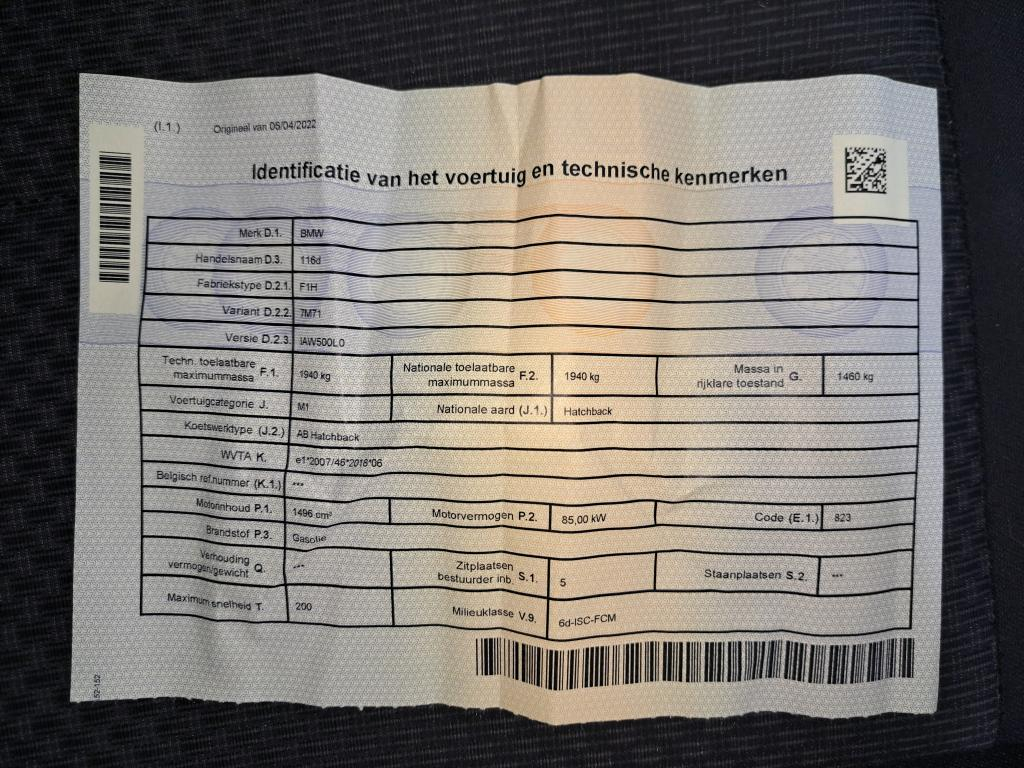 (I.1.) Origineel van 06/04/2022
Identificatie van het voertuig en technische kenmerken
Merk D.1. BMW
Handelsnaam D.3. 116d
Fabriekstype D.2.1. F1H
Variant D.2.2. 7M71
Versie D.2.3. IAW500L0
Techn. toelaatbare maximummassa F.1. 1940 kg Nationale toelaatbare maximummassa F.2. 1940 kg Massa in rijklare toestand G. 1460 kg
Voertuigcategorie J. M1 Nationale aard (J.1.) Hatchback
Koetswerktype (J.2.) AB Hatchback
WVTA K. e1*2007/46*2018*06
Belgisch ref.nummer (K.1.) ***
Motorinhoud P.1. 1496 cm³ Motorvermogen P.2. 85,00 kW Code (E.1.) 823
Brandstof P.3. Gasolie
Verhouding vermogen/gewicht Q. *** Zitplaatsen bestuurder inb. S.1. 5 Staanplaatsen S.2. ***
Maximum snelheid T. 200 Milieuklasse V.9. 6d-ISC-FCM
52-152